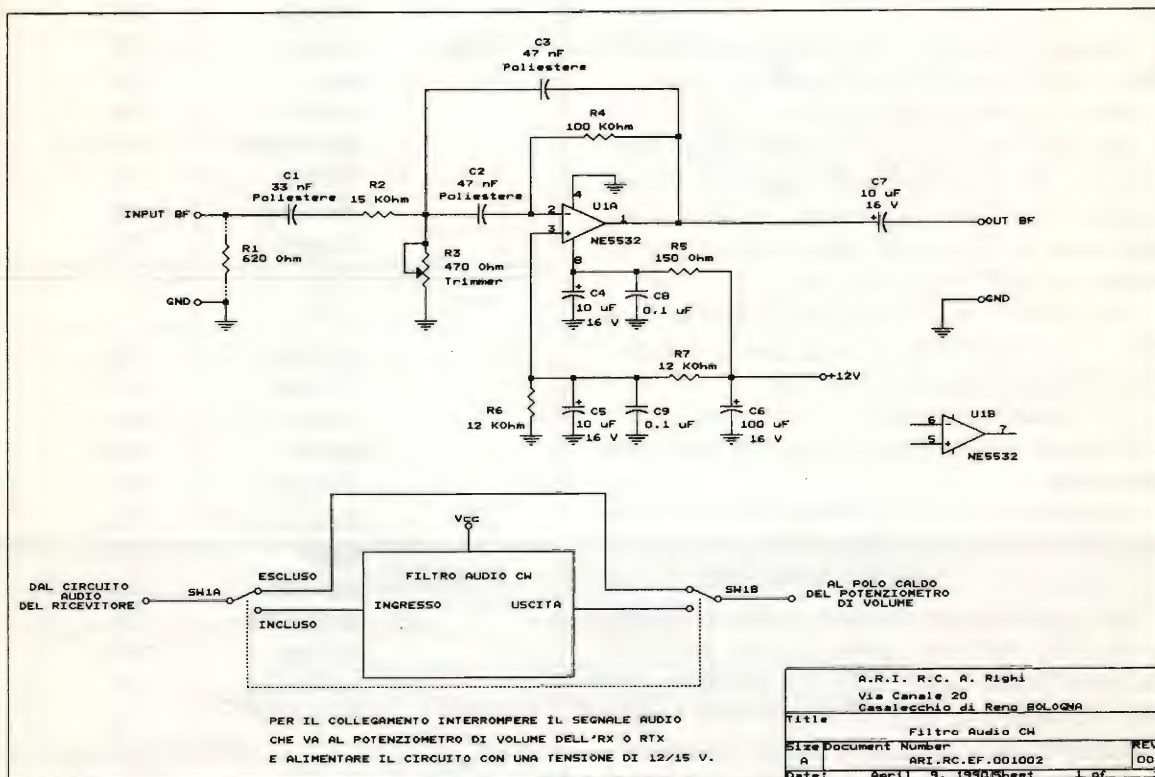 C3
47 nF
Poliestere
R4
100 KOhm
C1
33 nF
Poliestere
R2
15 KOhm
C2
47 nF
Poliestere
C7
10 uF
16 V
INPUT BF
OUT BF
4
U1A
2
3
1
8
NE5532
R1
620 Ohm
R3
470 Ohm
Trimmer
R5
150 Ohm
C4
10 uF
16 V
C8
0.1 uF
GND
GND
R7
12 KOhm
+12V
R6
12 KOhm
C5
10 uF
16 V
C9
0.1 uF
C6
100 uF
16 V
U1B
6
5
7
NE5532
Vcc
DAL CIRCUITO
AUDIO
DEL RICEVITORE
SW1A
ESCLUSO
INCLUSO
FILTRO AUDIO CW
INGRESSO
USCITA
SW1B
AL POLO CALDO
DEL POTENZIOMETRO
DI VOLUME
PER IL COLLEGAMENTO INTERROMPERE IL SEGNALE AUDIO
CHE VA AL POTENZIOMETRO DI VOLUME DELL'RX O RTX
E ALIMENTARE IL CIRCUITO CON UNA TENSIONE DI 12/15 V.
A.R.I. R.C. A. Righi
Via Canale 20
Casalecchio di Reno BOLOGNA
Title
Filtro Audio CW
Size Document Number
REV
A
ARI.RC.EF.001002
00
Date: April 9, 1990 Sheet 1 of